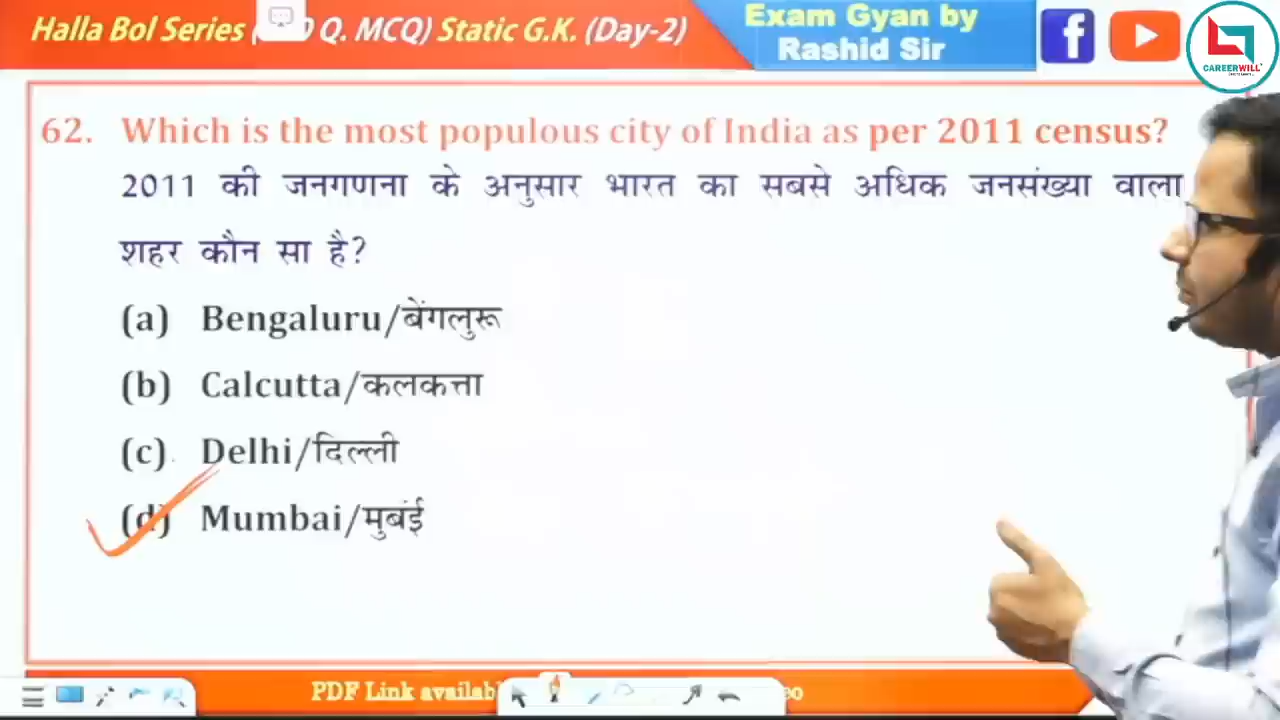 Halla Bol Series Q. MCQ) Static G.K. (Day-2)
Exam Gyan by
Rashid Sir
CAREERWILL
62. Which is the most populous city of India as per 2011 census?
2011 की जनगणना के अनुसार भारत का सबसे अधिक जनसंख्या वाला
शहर कौन सा है?
(a) Bengaluru/बेंगलुरू
(b) Calcutta/कलकत्ता
(c) Delhi/दिल्ली
(d) Mumbai/मुबंई
PDF Link